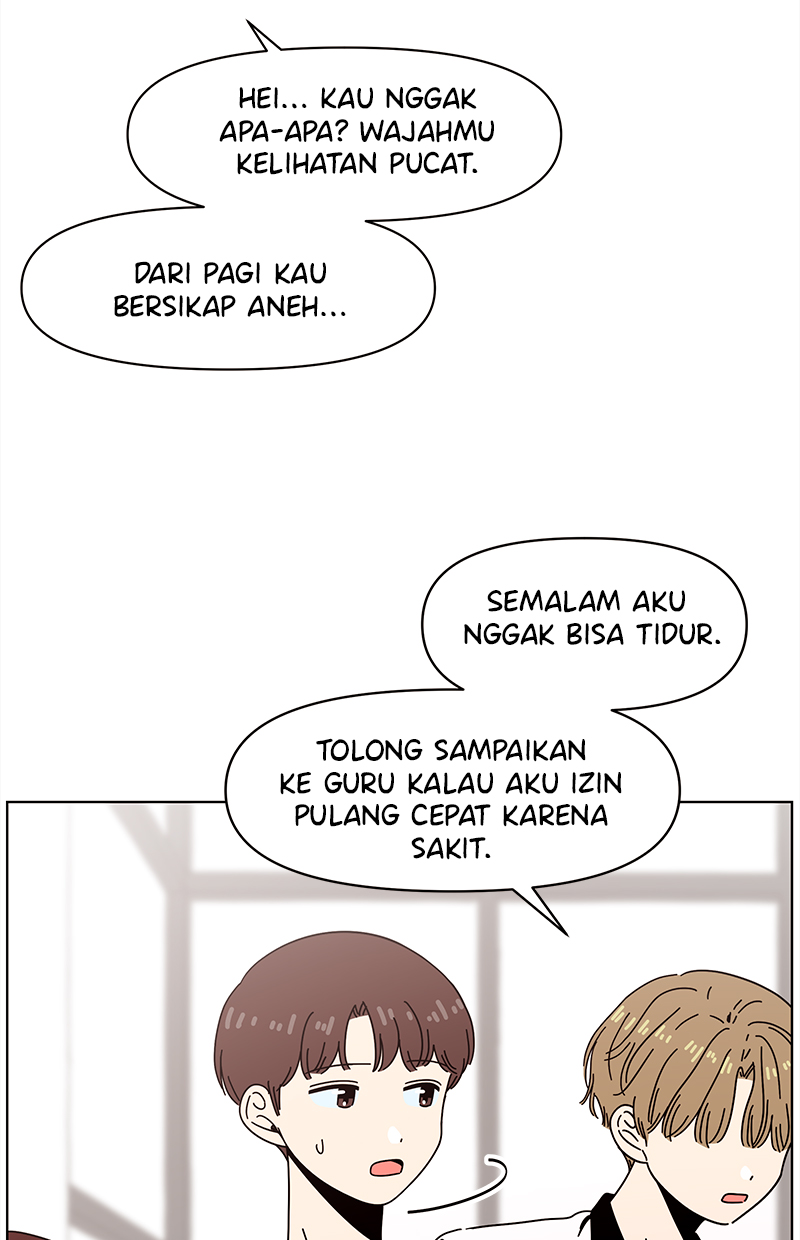 HEI... KAU NGGAK
APA-APA? WAJAHMU
KELIHATAN PUCAT.
DARI PAGI KAU
BERSIKAP ANEH...
SEMALAM AKU
NGGAK BISA TIDUR.
TOLONG SAMPAIKAN
KE GURU KALAU AKU IZIN
PULANG CEPAT KARENA
SAKIT.